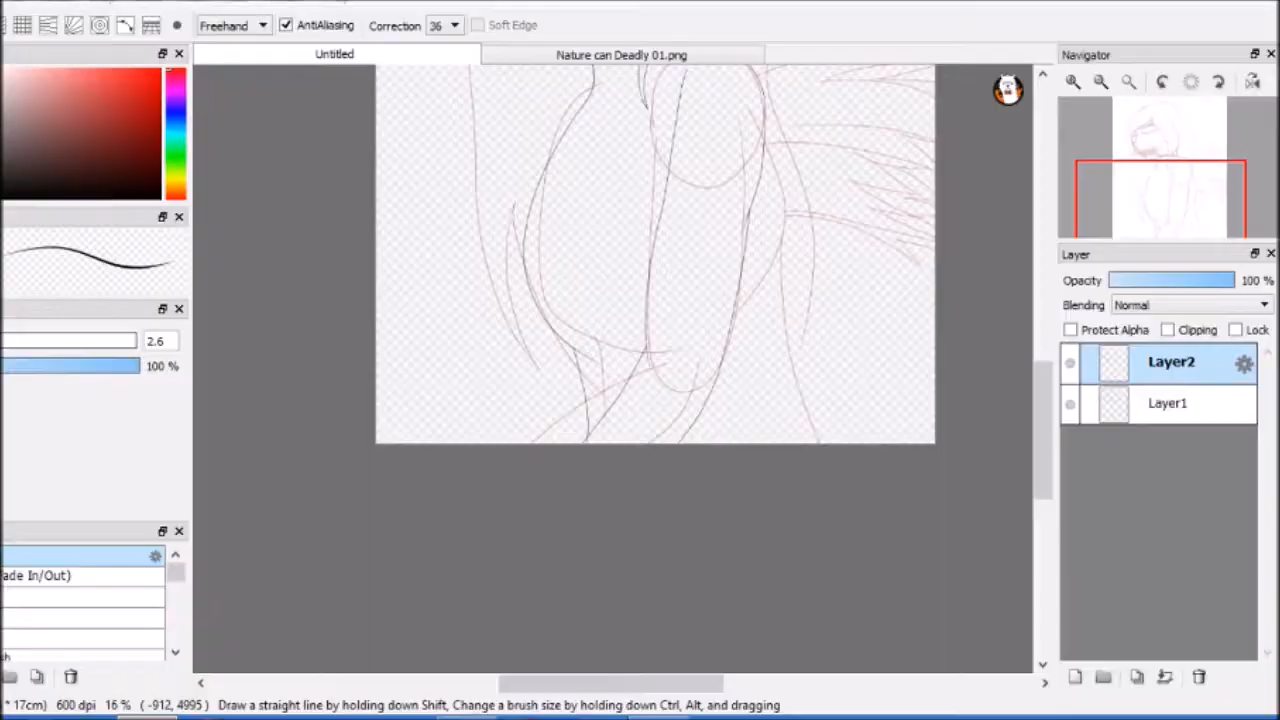 Freehand AntiAliasing Correction 36 Soft Edge
Untitled Nature can Deadly 01.png
Navigator
Layer
Opacity 100 %
Blending Normal
Protect Alpha Clipping Lock
Layer2
Layer1
2.6
100 %
ade In/Out)
* 17cm) 600 dpi 16 % ( -912, 4995 ) Draw a straight line by holding down Shift, Change a brush size by holding down Ctrl, Alt, and dragging